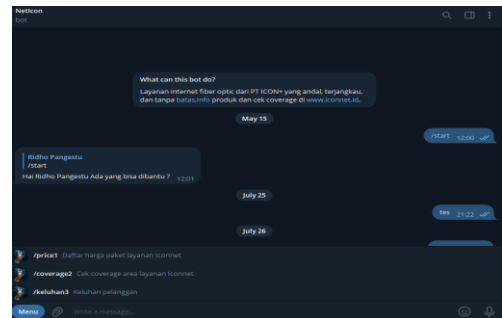 NetIcon
bot
What can this bot do?
Layanan internet fiber optic dari PT ICON+ yang andal, terjangkau,
dan tanpa batas.info produk dan cek coverage di www.iconnet.id.
May 15
/start 12:00
Ridho Pangestu
/start
Hai Ridho Pangestu Ada yang bisa dibantu ? 12:01
July 25
tes 21:22
July 26
/price1 Daftar harga paket layanan Iconnet
/coverage2 Cek coverage area layanan Iconnet
/keluhan3 Keluhan pelanggan
Menu Write a message...